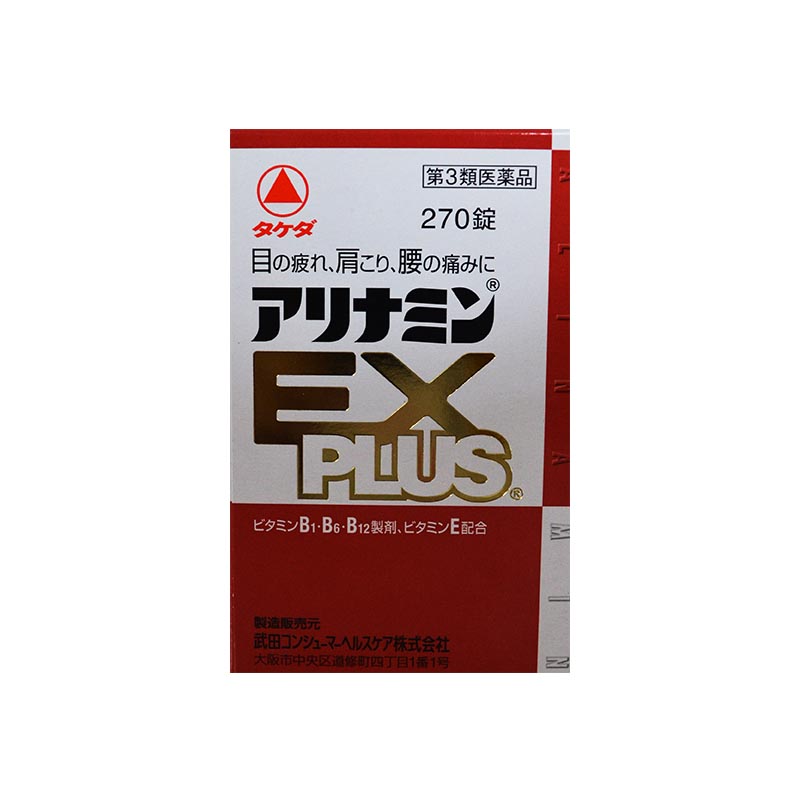 第3類医薬品
タケダ
270錠
目の疲れ、肩こり、腰の痛みに
アリナミン®
EX
PLUS®
ビタミンB1・B6・B12製剤、ビタミンE配合
製造販売元
武田コンシューマーヘルスケア株式会社
大阪市中央区道修町四丁目1番1号
ALINAMIN